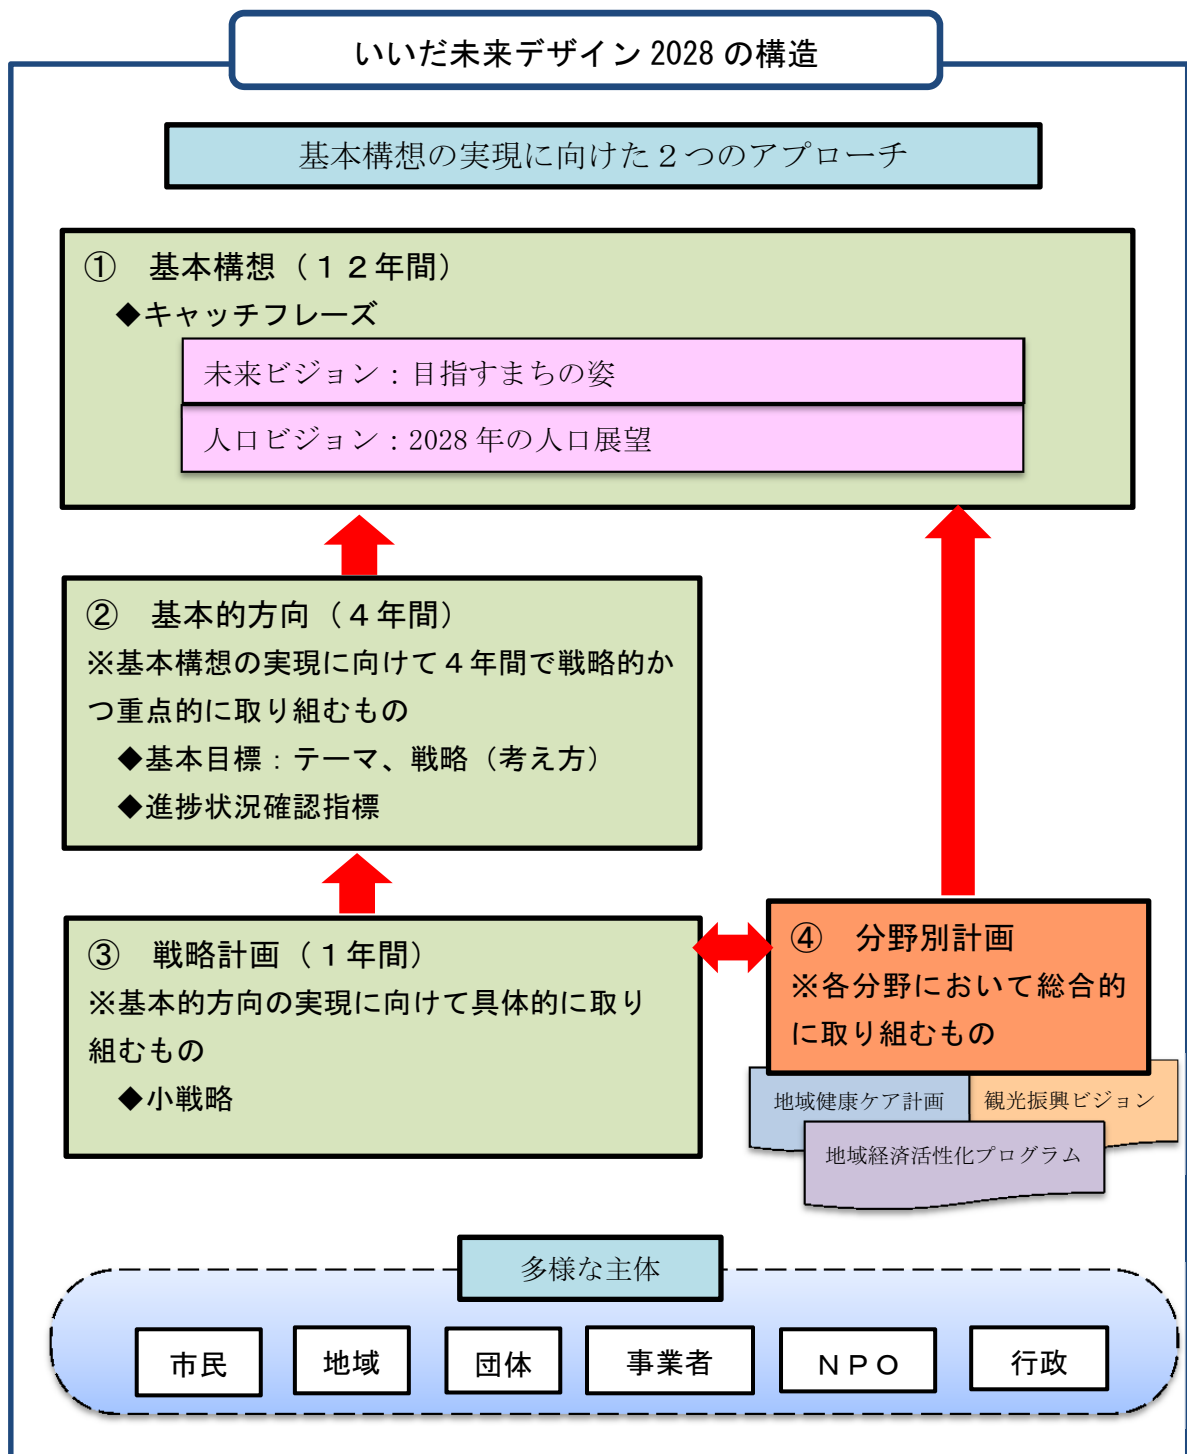 いいだ未来デザイン 2028 の構造
基本構想の実現に向けた２つのアプローチ
① 基本構想（１２年間）
◆キャッチフレーズ
未来ビジョン：目指すまちの姿
人口ビジョン：2028 年の人口展望
② 基本的方向（４年間）
※基本構想の実現に向けて４年間で戦略的か
つ重点的に取り組むもの
◆基本目標：テーマ、戦略（考え方）
◆進捗状況確認指標
③ 戦略計画（１年間）
※基本的方向の実現に向けて具体的に取り
組むもの
◆小戦略
④ 分野別計画
※各分野において総合的
に取り組むもの
地域健康ケア計画
観光振興ビジョン
地域経済活性化プログラム
多様な主体
市民
地域
団体
事業者
ＮＰＯ
行政